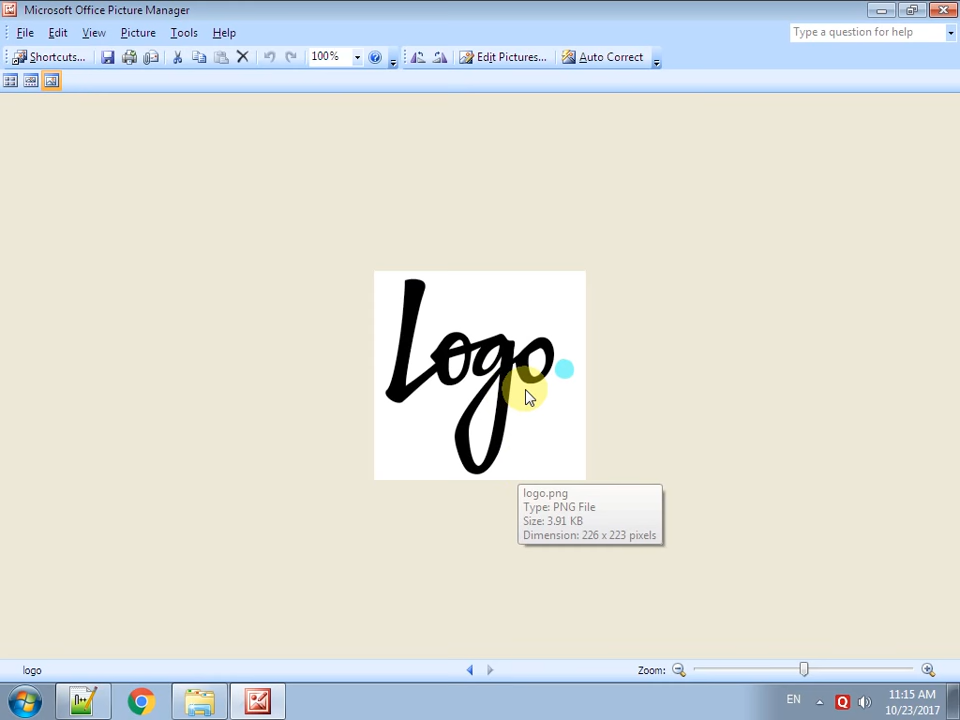 Microsoft Office Picture Manager
File Edit View Picture Tools Help
Type a question for help
Shortcuts... 100% Edit Pictures... Auto Correct
Logo.
logo.png
Type: PNG File
Size: 3.91 KB
Dimension: 226 x 223 pixels
logo
Zoom:
n++
EN
Q
11:15 AM
10/23/2017